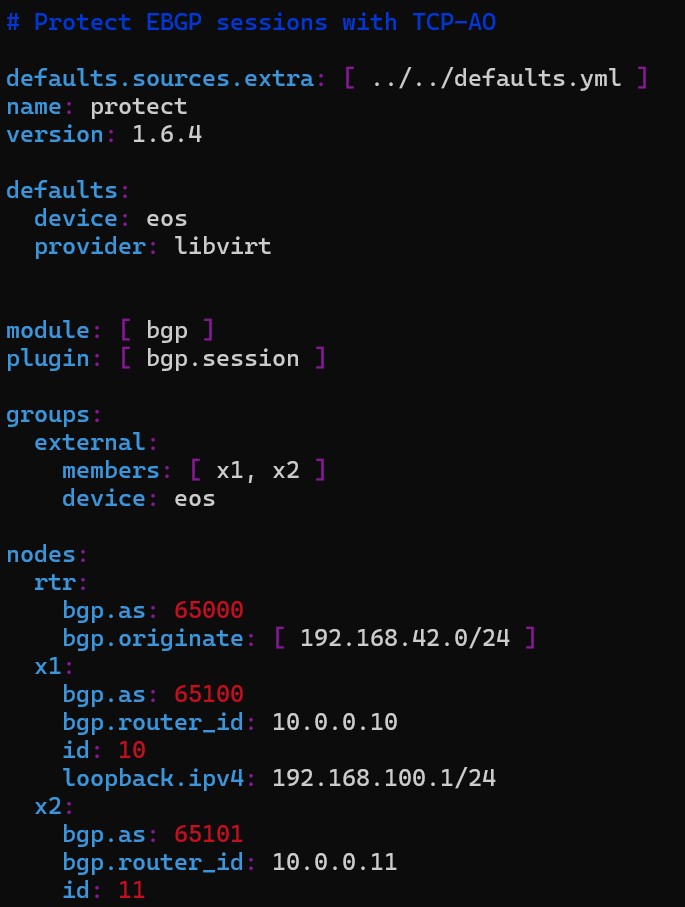 # Protect EBGP sessions with TCP-AO

defaults.sources.extra: [ ../../defaults.yml ]
name: protect
version: 1.6.4

defaults:
  device: eos
  provider: libvirt


module: [ bgp ]
plugin: [ bgp.session ]

groups:
  external:
    members: [ x1, x2 ]
    device: eos

nodes:
  rtr:
    bgp.as: 65000
    bgp.originate: [ 192.168.42.0/24 ]
  x1:
    bgp.as: 65100
    bgp.router_id: 10.0.0.10
    id: 10
    loopback.ipv4: 192.168.100.1/24
  x2:
    bgp.as: 65101
    bgp.router_id: 10.0.0.11
    id: 11